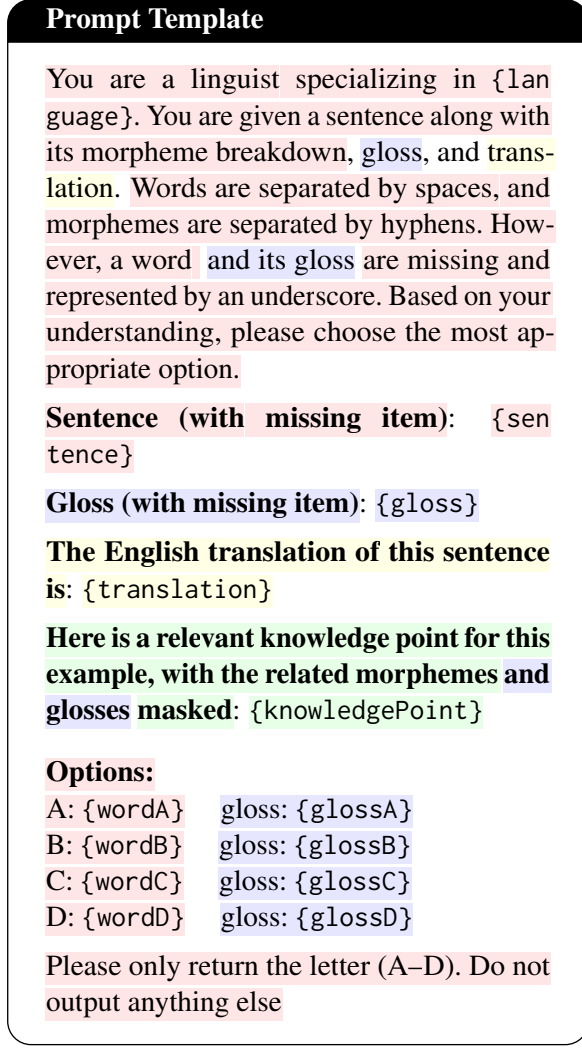 Prompt Template
You are a linguist specializing in {lan
guage}. You are given a sentence along with
its morpheme breakdown, gloss, and trans-
lation. Words are separated by spaces, and
morphemes are separated by hyphens. How-
ever, a word and its gloss are missing and
represented by an underscore. Based on your
understanding, please choose the most ap-
propriate option.
Sentence (with missing item): {sen
tence}
Gloss (with missing item): {gloss}
The English translation of this sentence
is: {translation}
Here is a relevant knowledge point for this
example, with the related morphemes and
glosses masked: {knowledgePoint}
Options:
A: {wordA} gloss: {glossA}
B: {wordB} gloss: {glossB}
C: {wordC} gloss: {glossC}
D: {wordD} gloss: {glossD}
Please only return the letter (A–D). Do not
output anything else